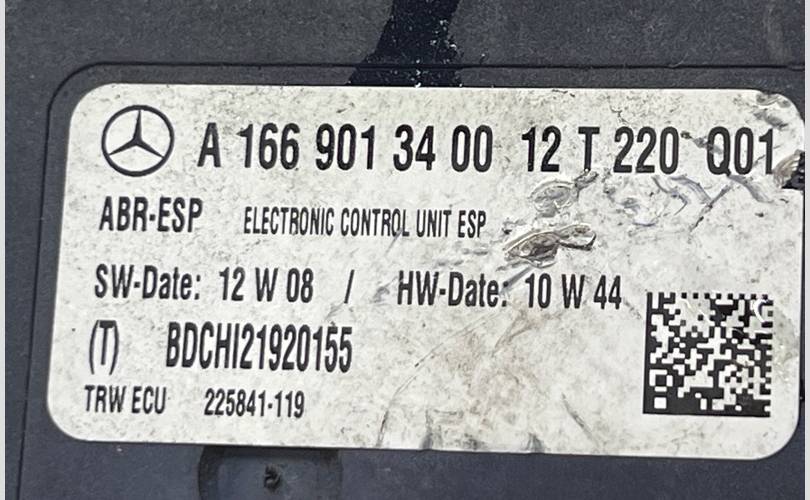 A 166 901 34 00 12 T 220 Q01
ABR-ESP ELECTRONIC CONTROL UNIT ESP
SW-Date: 12 W 08 / HW-Date: 10 W 44
(T) BDCHI21920155
TRW ECU 225841-119